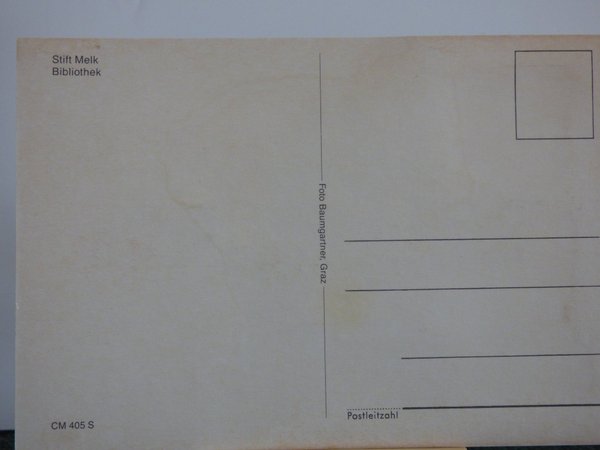 Stift Melk
Bibliothek
Foto Baumgartner, Graz
Postleitzahl
CM 405 S